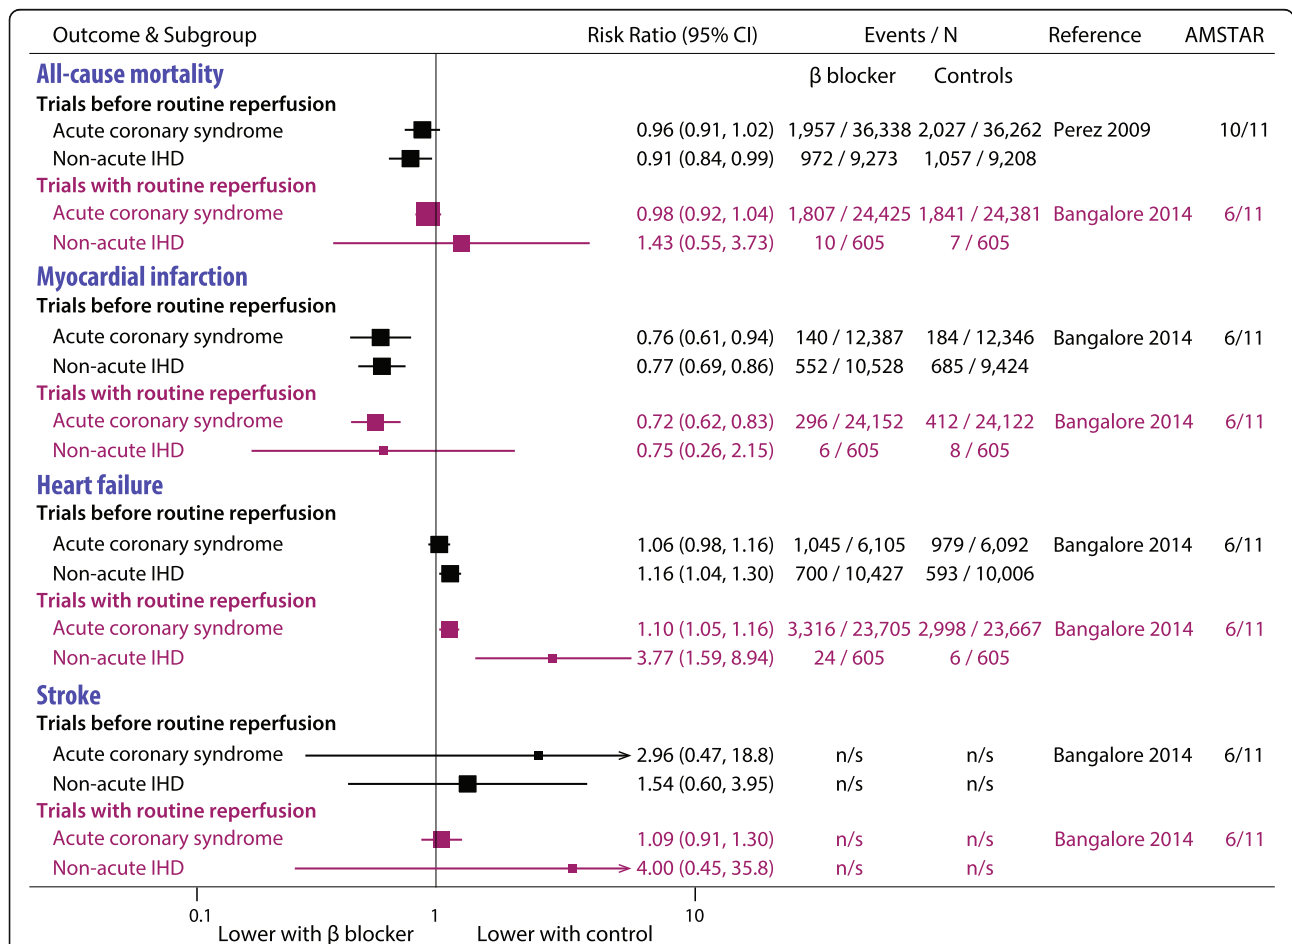 Outcome & Subgroup Risk Ratio (95% CI) Events / N Reference AMSTAR
All-cause mortality β blocker Controls
Trials before routine reperfusion
Acute coronary syndrome 0.96 (0.91, 1.02) 1,957 / 36,338 2,027 / 36,262 Perez 2009 10/11
Non-acute IHD 0.91 (0.84, 0.99) 972 / 9,273 1,057 / 9,208
Trials with routine reperfusion
Acute coronary syndrome 0.98 (0.92, 1.04) 1,807 / 24,425 1,841 / 24,381 Bangalore 2014 6/11
Non-acute IHD 1.43 (0.55, 3.73) 10 / 605 7 / 605
Myocardial infarction
Trials before routine reperfusion
Acute coronary syndrome 0.76 (0.61, 0.94) 140 / 12,387 184 / 12,346 Bangalore 2014 6/11
Non-acute IHD 0.77 (0.69, 0.86) 552 / 10,528 685 / 9,424
Trials with routine reperfusion
Acute coronary syndrome 0.72 (0.62, 0.83) 296 / 24,152 412 / 24,122 Bangalore 2014 6/11
Non-acute IHD 0.75 (0.26, 2.15) 6 / 605 8 / 605
Heart failure
Trials before routine reperfusion
Acute coronary syndrome 1.06 (0.98, 1.16) 1,045 / 6,105 979 / 6,092 Bangalore 2014 6/11
Non-acute IHD 1.16 (1.04, 1.30) 700 / 10,427 593 / 10,006
Trials with routine reperfusion
Acute coronary syndrome 1.10 (1.05, 1.16) 3,316 / 23,705 2,998 / 23,667 Bangalore 2014 6/11
Non-acute IHD 3.77 (1.59, 8.94) 24 / 605 6 / 605
Stroke
Trials before routine reperfusion
Acute coronary syndrome 2.96 (0.47, 18.8) n/s n/s Bangalore 2014 6/11
Non-acute IHD 1.54 (0.60, 3.95) n/s n/s
Trials with routine reperfusion
Acute coronary syndrome 1.09 (0.91, 1.30) n/s n/s Bangalore 2014 6/11
Non-acute IHD 4.00 (0.45, 35.8) n/s n/s
0.1 1 10
Lower with β blocker Lower with control